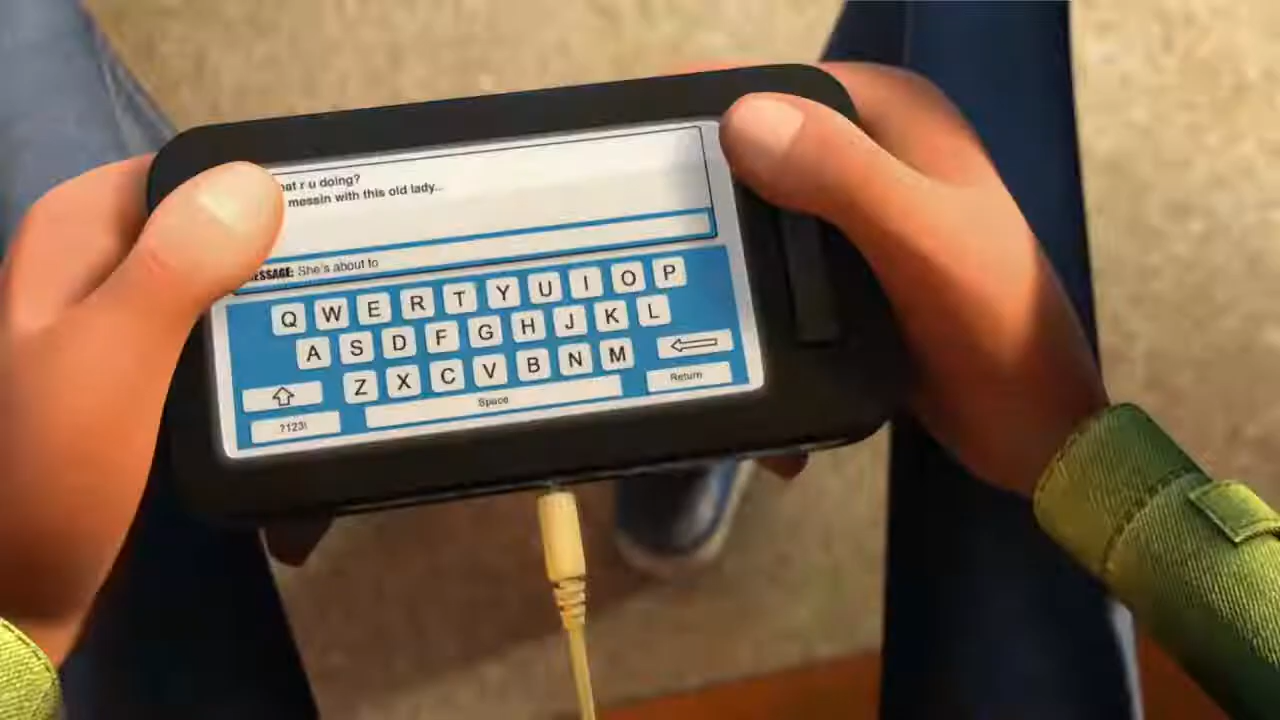 hat r u doing?
messin with this old lady...
ESSAGE: She's about to
Q W E R T Y U I O P
A S D F G H J K L
Z X C V B N M
?123\ Space Return